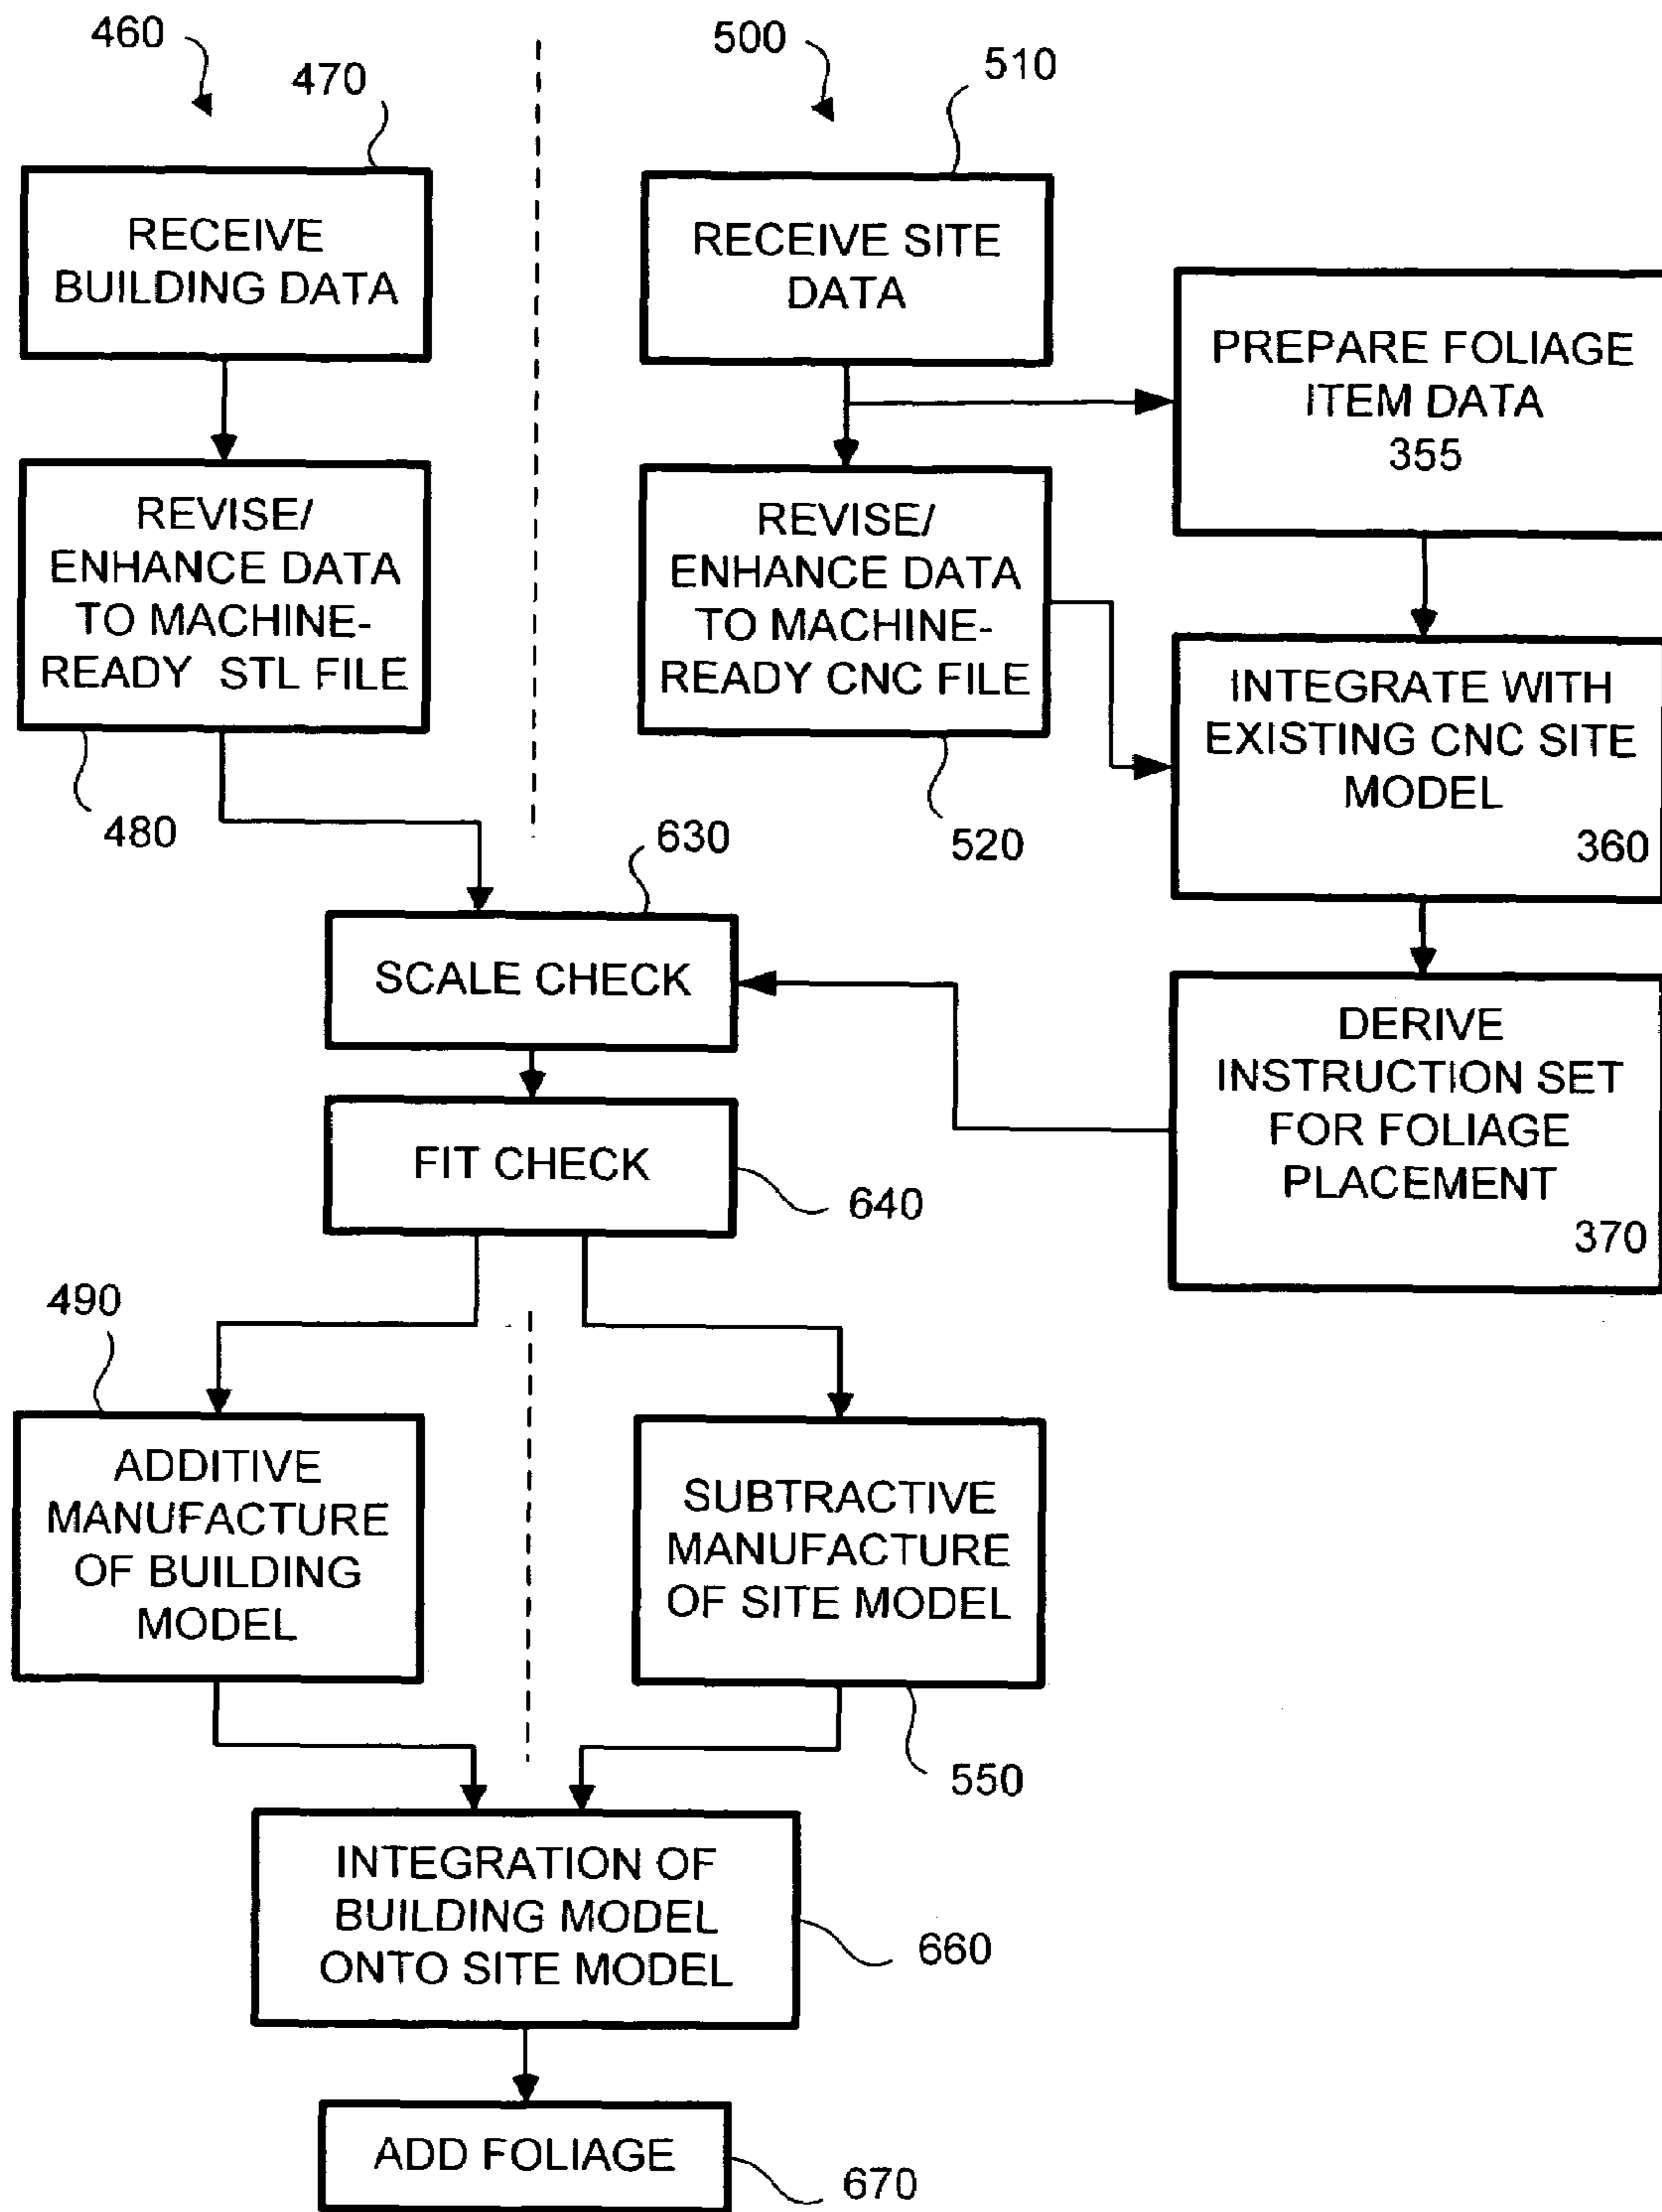 460
470
500
510
RECEIVE
BUILDING DATA
RECEIVE SITE
DATA
PREPARE FOLIAGE
ITEM DATA
355
REVISE/
ENHANCE DATA
TO MACHINE-
READY STL FILE
480
REVISE/
ENHANCE DATA
TO MACHINE-
READY CNC FILE
520
INTEGRATE WITH
EXISTING CNC SITE
MODEL
360
630
SCALE CHECK
DERIVE
INSTRUCTION SET
FOR FOLIAGE
PLACEMENT
370
FIT CHECK
640
490
ADDITIVE
MANUFACTURE
OF BUILDING
MODEL
SUBTRACTIVE
MANUFACTURE
OF SITE MODEL
550
INTEGRATION OF
BUILDING MODEL
ONTO SITE MODEL
660
ADD FOLIAGE
670